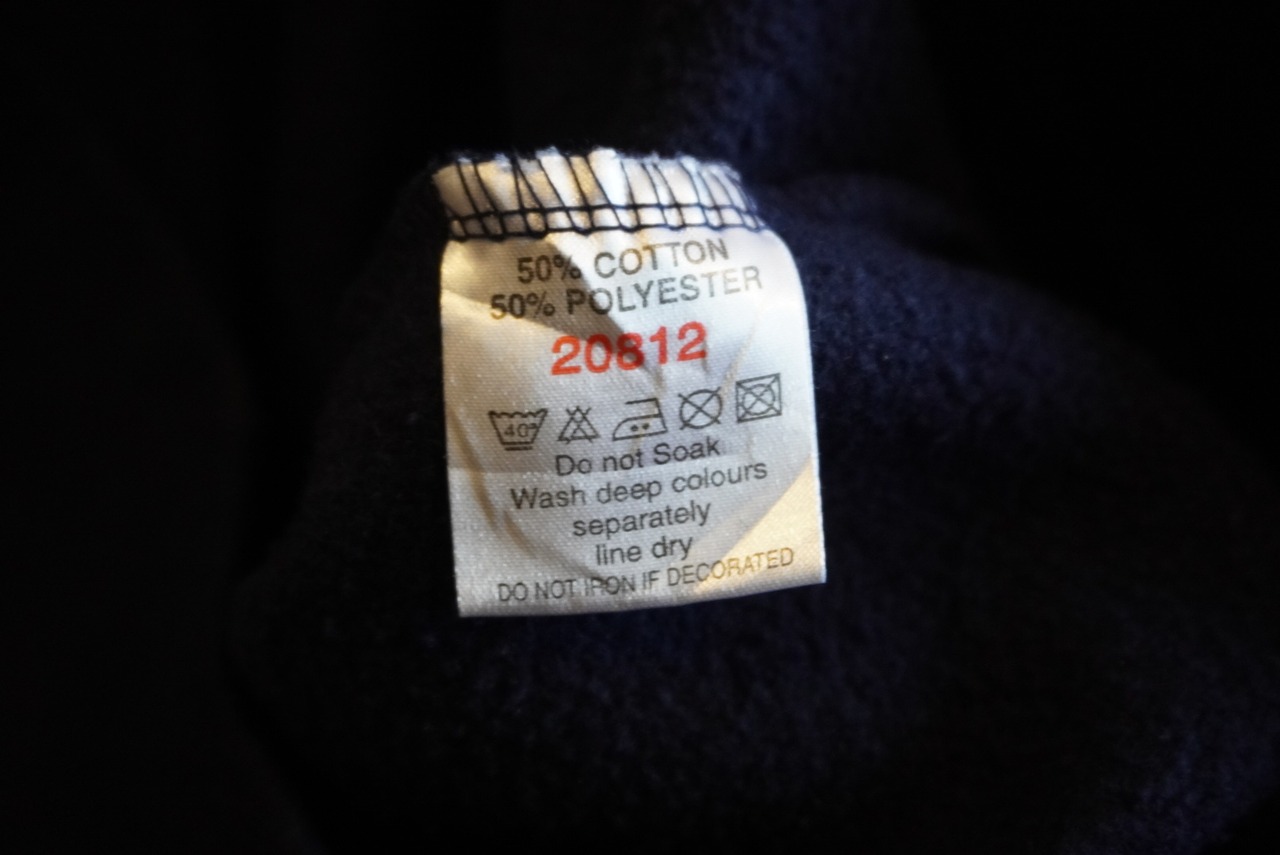 50% COTTON
50% POLYESTER
20812
40°
Do not Soak
Wash deep colours
separately
line dry
DO NOT IRON IF DECORATED